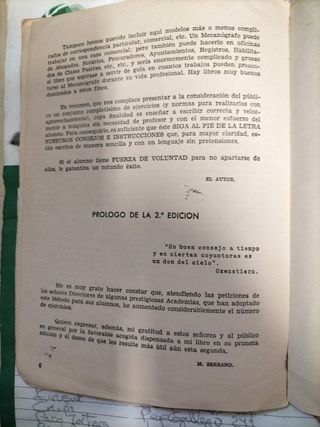 Tampoco hemos querido incluir aquí modelos más o menos complicados de correspondencia particular, comercial, etc. Un Mecanógrafo puede
trabajar en una casa comercial; pero también puede hacerlo en oficinas
de Abogados, Notarios, Procuradores, Ayuntamientos, Registros, Habilita-
dos de Clases Pasivas, etc., etc., y sería enormemente complicado y grueso
el libro que aspirare a servir de guía en cuantos trabajos pueden presun-
tarse al Mecanógrafo durante su vida profesional. Hay libros muy buenos
destinados a estos fines.
En resumen, que nos complace presentar a la consideración del públi-
co un conjunto completísimo de ejercicios (y normas para realizarlos con
aprovechamiento), cuya finalidad es enseñar a escribir correcta y veloz-
mente a máquina sin necesidad de profesor y con el menor esfuerzo del
alumno. Para conseguirlo, es suficiente que éste SIGA AL PIE DE LA LETRA
NUESTROS CONSEJOS E INSTRUCCIONES que, para mayor claridad, es-
tán escritos de manera sencilla y con un lenguaje sin pretensiones.
Si el alumno tiene FUERZA DE VOLUNTAD para no apartarse de
ellos, le garantiza un rotundo éxito.
EL AUTOR.
PROLOGO DE LA 2.ª EDICION
"Un buen consejo a tiempo
y en ciertas coyunturas es
un don del cielo".
Oxenstiern.
Me es muy grato hacer constar que, atendiendo las peticiones de
los señores Directores de algunas prestigiosas Academias, que han adoptado
este Método para sus alumnos, he aumentado considerablemente el número
de ejercicios.
Quiero expresar, además, mi gratitud a estos señores y al público
en general por la favorable acogida dispensada a mi libro en su primera
edición y el deseo de que les resulte más útil aún esta segunda.
M. SERRANO.
6